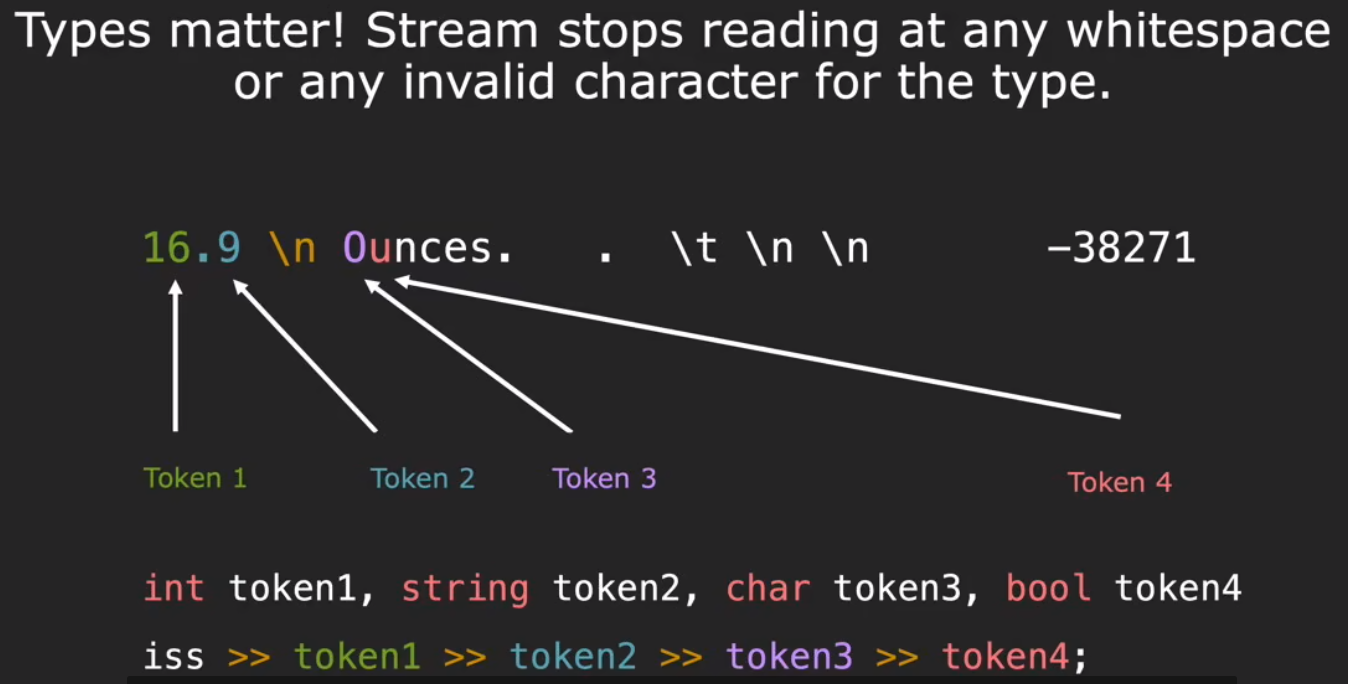 Types matter! Stream stops reading at any whitespace
or any invalid character for the type.
16.9 \n Ounces. . \t \n \n −38271
Token 1 Token 2 Token 3 Token 4
int token1, string token2, char token3, bool token4
iss >> token1 >> token2 >> token3 >> token4;